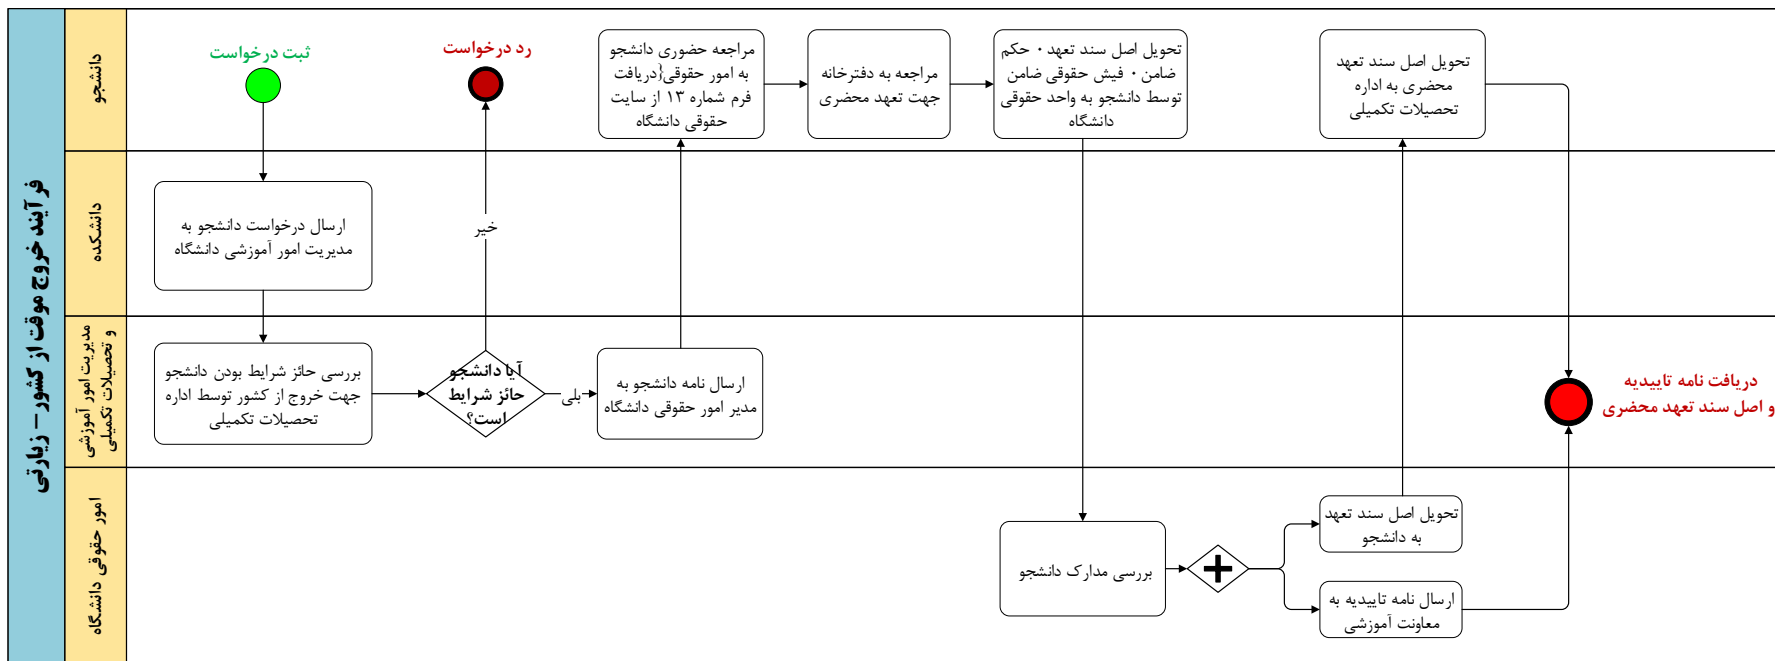 فرآیند خروج موقت از کشور – زیارتی
دانشجو
ثبت درخواست
رد درخواست
مراجعه حضوری دانشجو
به امور حقوقی{دریافت
فرم شماره ۱۳ از سایت
حقوقی دانشگاه
مراجعه به دفترخانه
جهت تعهد محضری
تحویل اصل سند تعهد ۰ حکم
ضامن ۰ فیش حقوقی ضامن
توسط دانشجو به واحد حقوقی
دانشگاه
تحویل اصل سند تعهد
محضری به اداره
تحصیلات تکمیلی
دانشکده
ارسال درخواست دانشجو به
مدیریت امور آموزشی دانشگاه
خیر
مدیریت امور آموزشی
و تحصیلات تکمیلی
بررسی حائز شرایط بودن دانشجو
جهت خروج از کشور توسط اداره
تحصیلات تکمیلی
آیا دانشجو
حائز شرایط
است؟
بلی
ارسال نامه دانشجو به
مدیر امور حقوقی دانشگاه
دریافت نامه تاییدیه
و اصل سند تعهد محضری
امور حقوقی دانشگاه
بررسی مدارک دانشجو
تحویل اصل سند تعهد
به دانشجو
ارسال نامه تاییدیه به
معاونت آموزشی